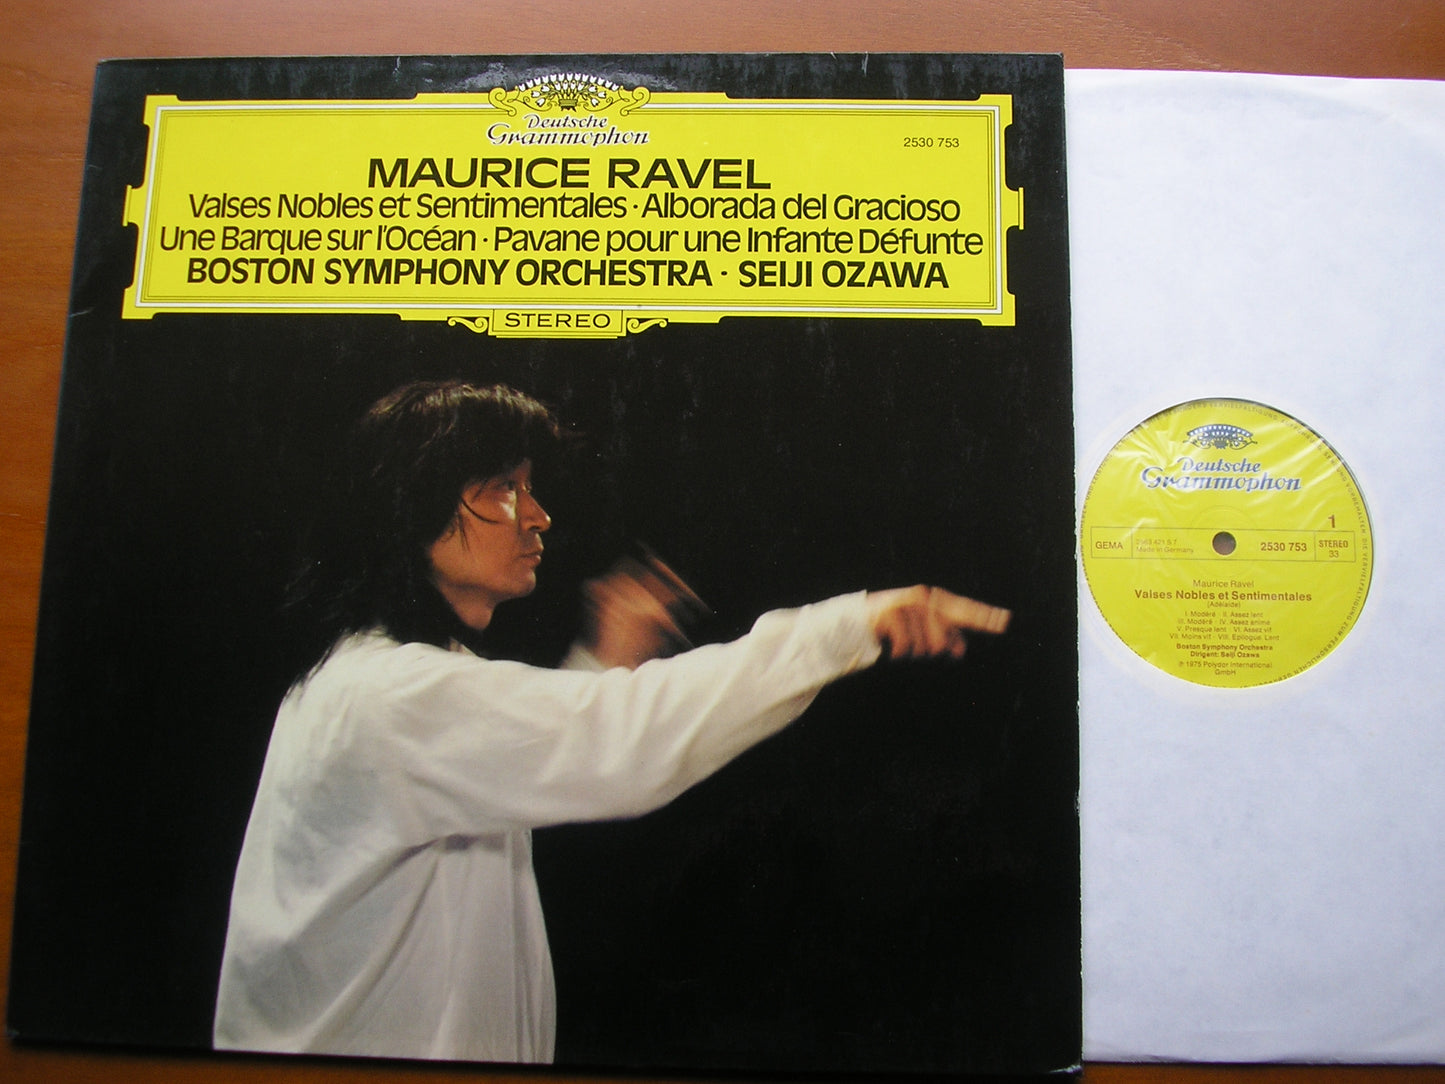 Deutsche
Grammophon
2530 753
MAURICE RAVEL
Valses Nobles et Sentimentales · Alborada del Gracioso
Une Barque sur l'Océan · Pavane pour une Infante Défunte
BOSTON SYMPHONY ORCHESTRA · SEIJI OZAWA
STEREO
Deutsche
Grammophon
1
GEMA
Made in Germany
2530 753
STEREO
33
Maurice Ravel
Valses Nobles et Sentimentales
(Adélaïde)
I. Modéré · II. Assez lent
III. Modéré · IV. Assez animé
V. Presque lent · VI. Assez vif
VII. Moins vif · VIII. Epilogue. Lent
Boston Symphony Orchestra
Dirigent: Seiji Ozawa
℗ 1975 Polydor International
GmbH